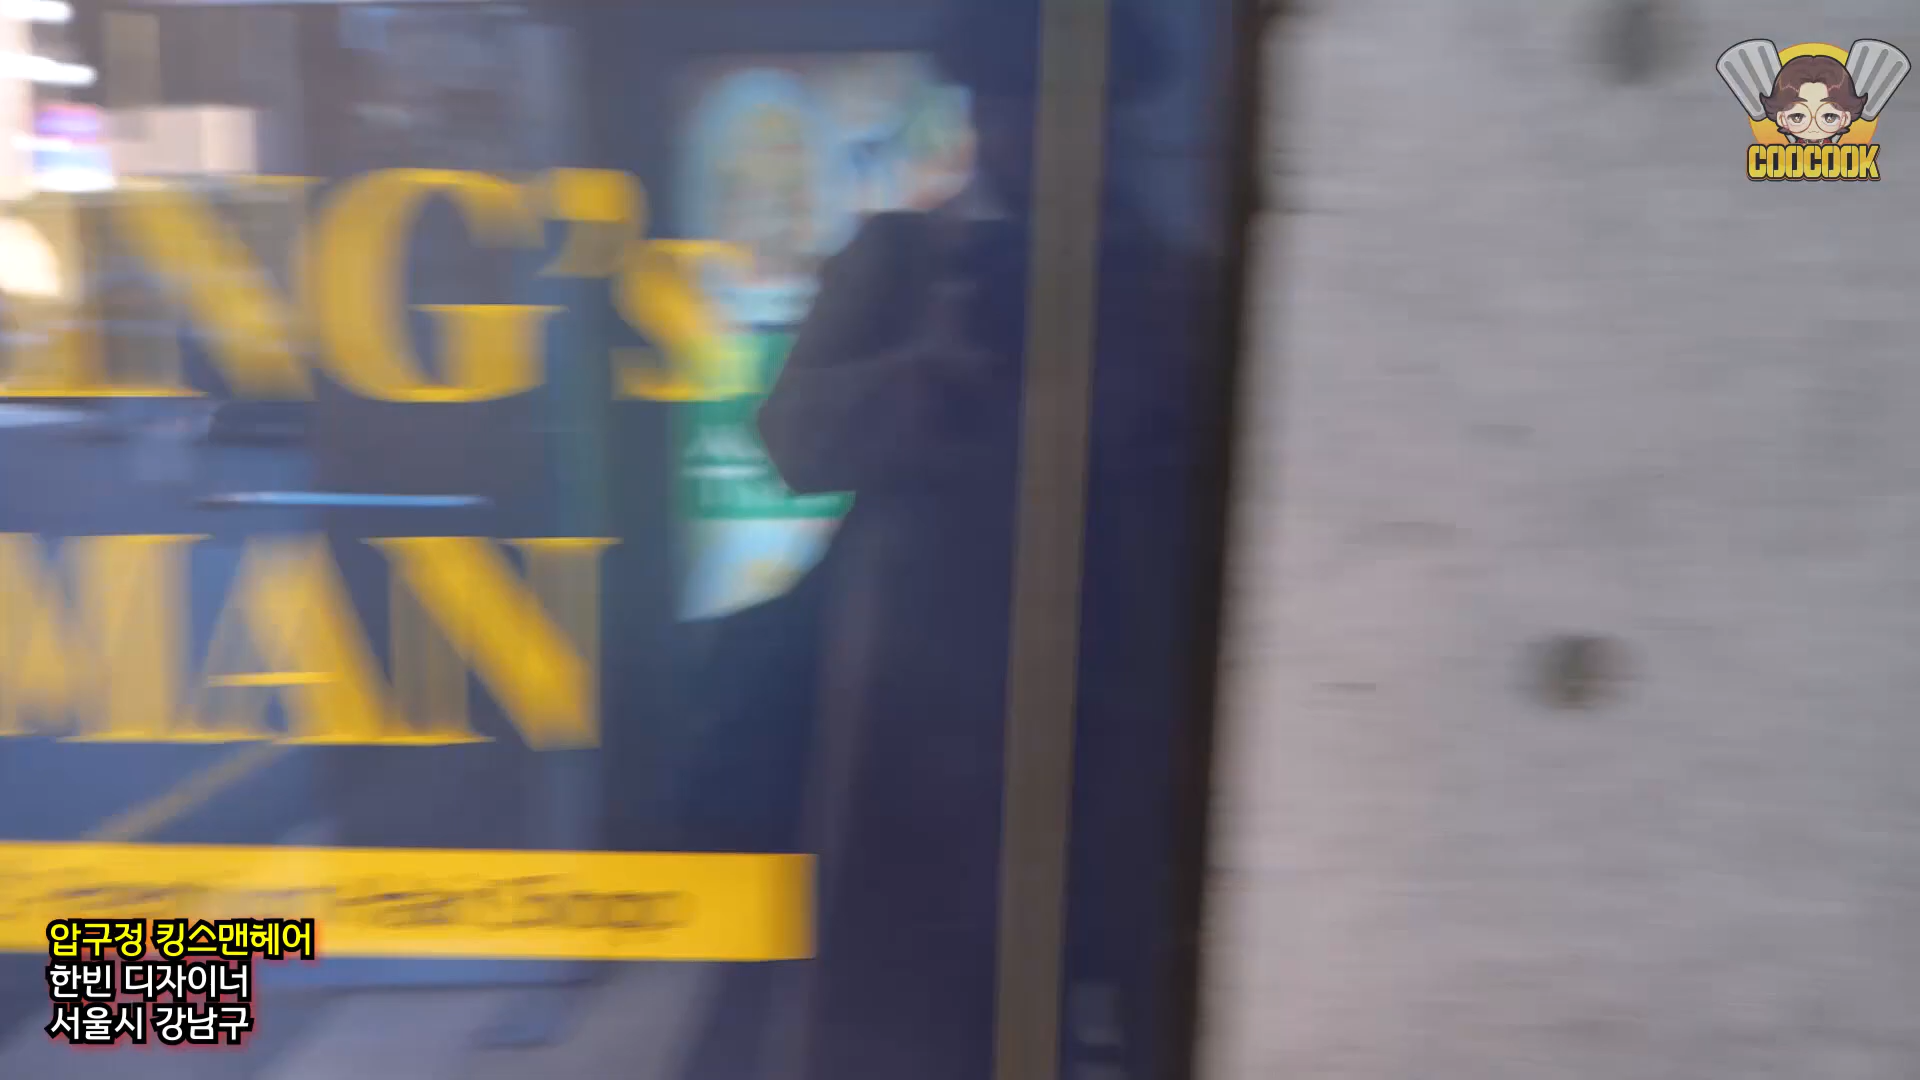 COOCOOK
NG's
MAN
압구정 킹스맨헤어
한빈 디자이너
서울시 강남구